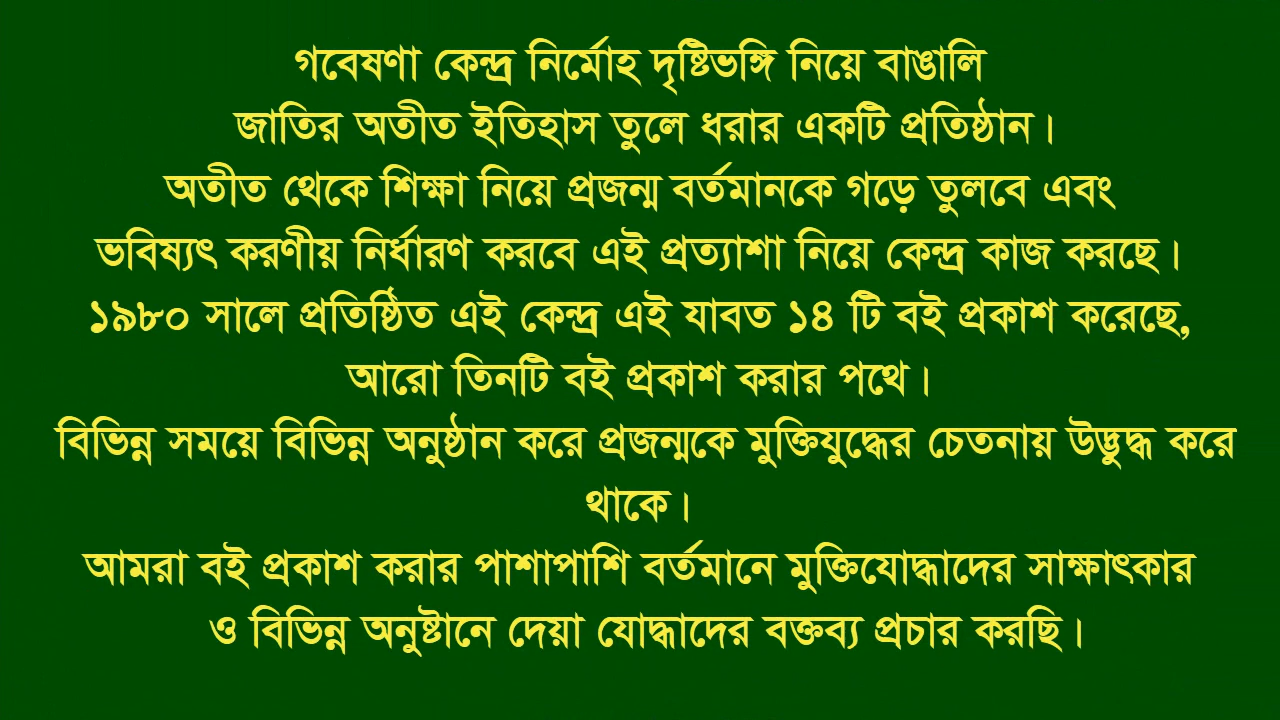 গবেষণা কেন্দ্র নির্মোহ দৃষ্টিভঙ্গি নিয়ে বাঙালি
জাতির অতীত ইতিহাস তুলে ধরার একটি প্রতিষ্ঠান।
অতীত থেকে শিক্ষা নিয়ে প্রজন্ম বর্তমানকে গড়ে তুলবে এবং
ভবিষ্যৎ করণীয় নির্ধারণ করবে এই প্রত্যাশা নিয়ে কেন্দ্র কাজ করছে।
১৯৮০ সালে প্রতিষ্ঠিত এই কেন্দ্র এই যাবত ১৪ টি বই প্রকাশ করেছে,
আরো তিনটি বই প্রকাশ করার পথে।
বিভিন্ন সময়ে বিভিন্ন অনুষ্ঠান করে প্রজন্মকে মুক্তিযুদ্ধের চেতনায় উদ্ভুদ্ধ করে
থাকে।
আমরা বই প্রকাশ করার পাশাপাশি বর্তমানে মুক্তিযোদ্ধাদের সাক্ষাৎকার
ও বিভিন্ন অনুষ্টানে দেয়া যোদ্ধাদের বক্তব্য প্রচার করছি।